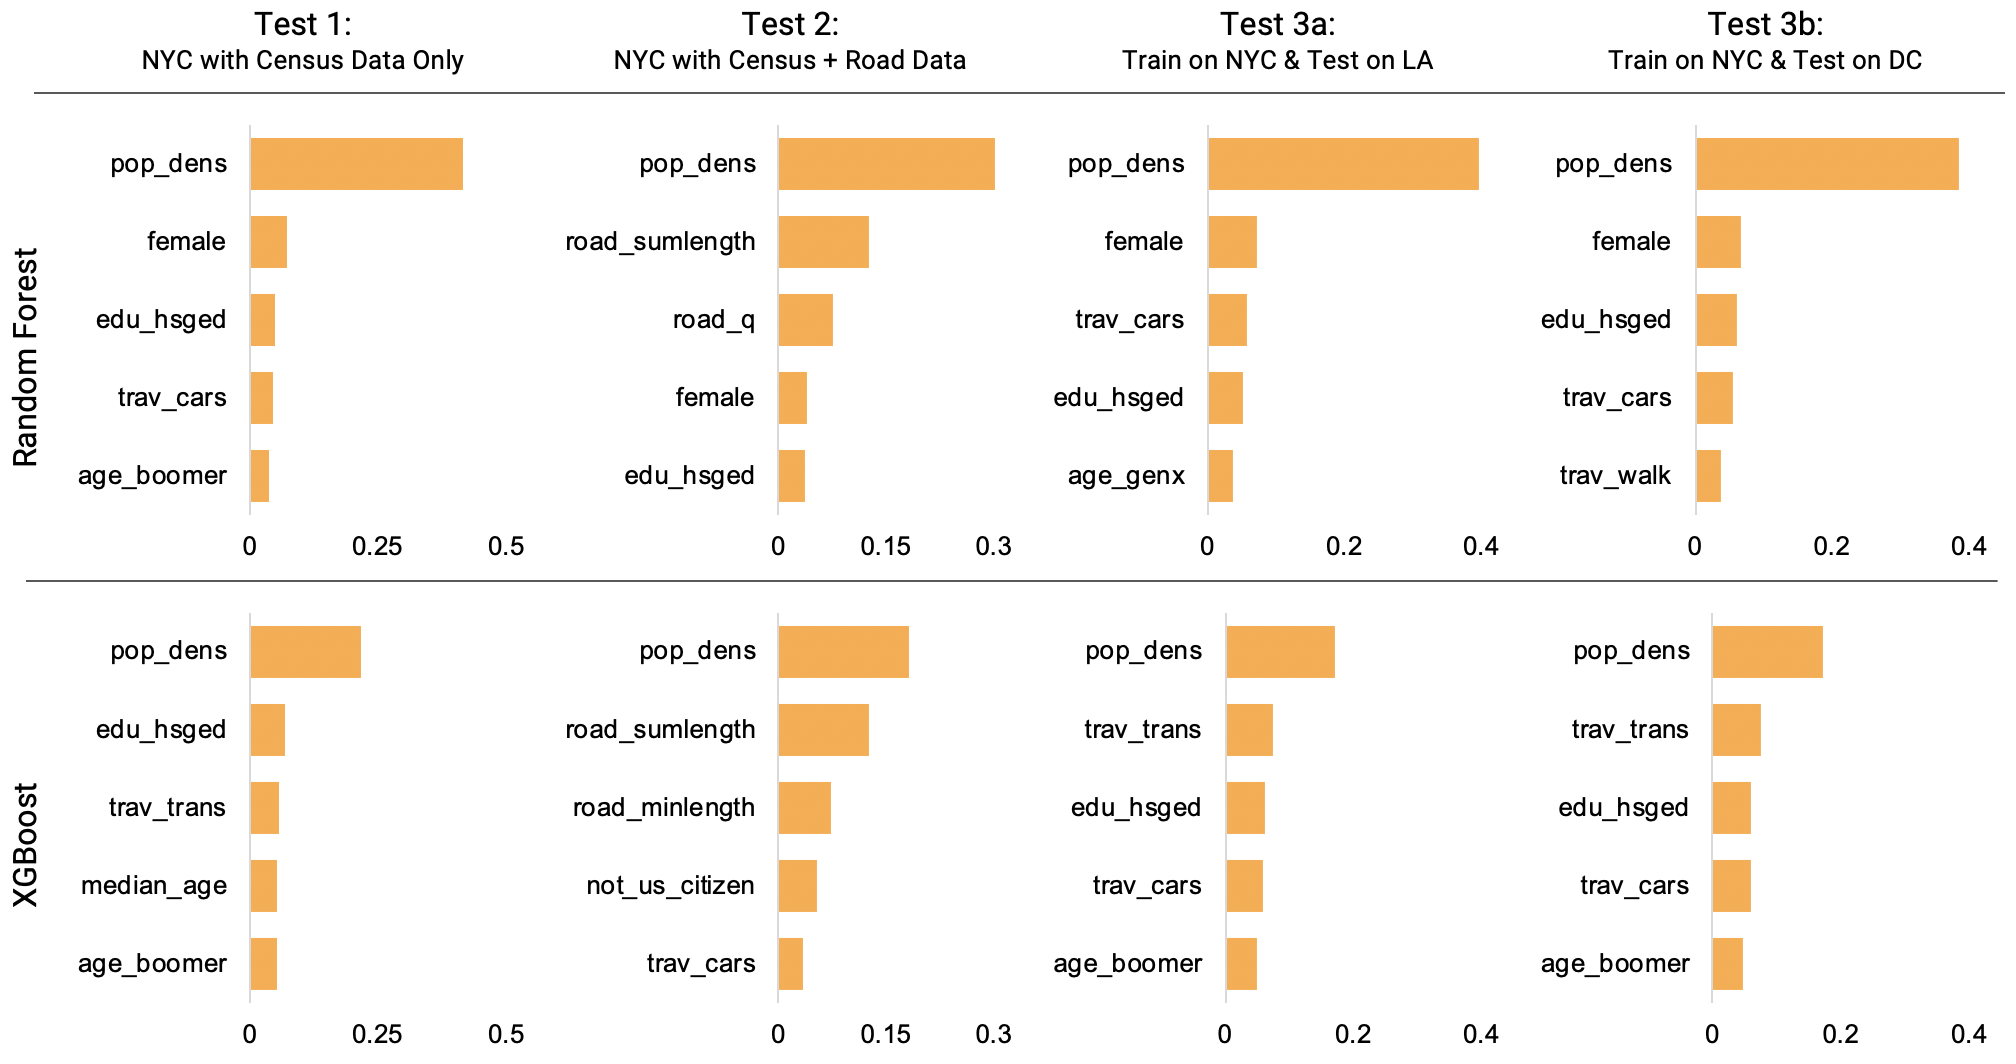 Test 1:
NYC with Census Data Only
Test 2:
NYC with Census + Road Data
Test 3a:
Train on NYC & Test on LA
Test 3b:
Train on NYC & Test on DC
Random Forest
pop_dens
female
edu_hsged
trav_cars
age_boomer
0 0.25 0.5
pop_dens
road_sumlength
road_q
female
edu_hsged
0 0.15 0.3
pop_dens
female
trav_cars
edu_hsged
age_genx
0 0.2 0.4
pop_dens
female
edu_hsged
trav_cars
trav_walk
0 0.2 0.4
XGBoost
pop_dens
edu_hsged
trav_trans
median_age
age_boomer
0 0.25 0.5
pop_dens
road_sumlength
road_minlength
not_us_citizen
trav_cars
0 0.15 0.3
pop_dens
trav_trans
edu_hsged
trav_cars
age_boomer
0 0.2 0.4
pop_dens
trav_trans
edu_hsged
trav_cars
age_boomer
0 0.2 0.4